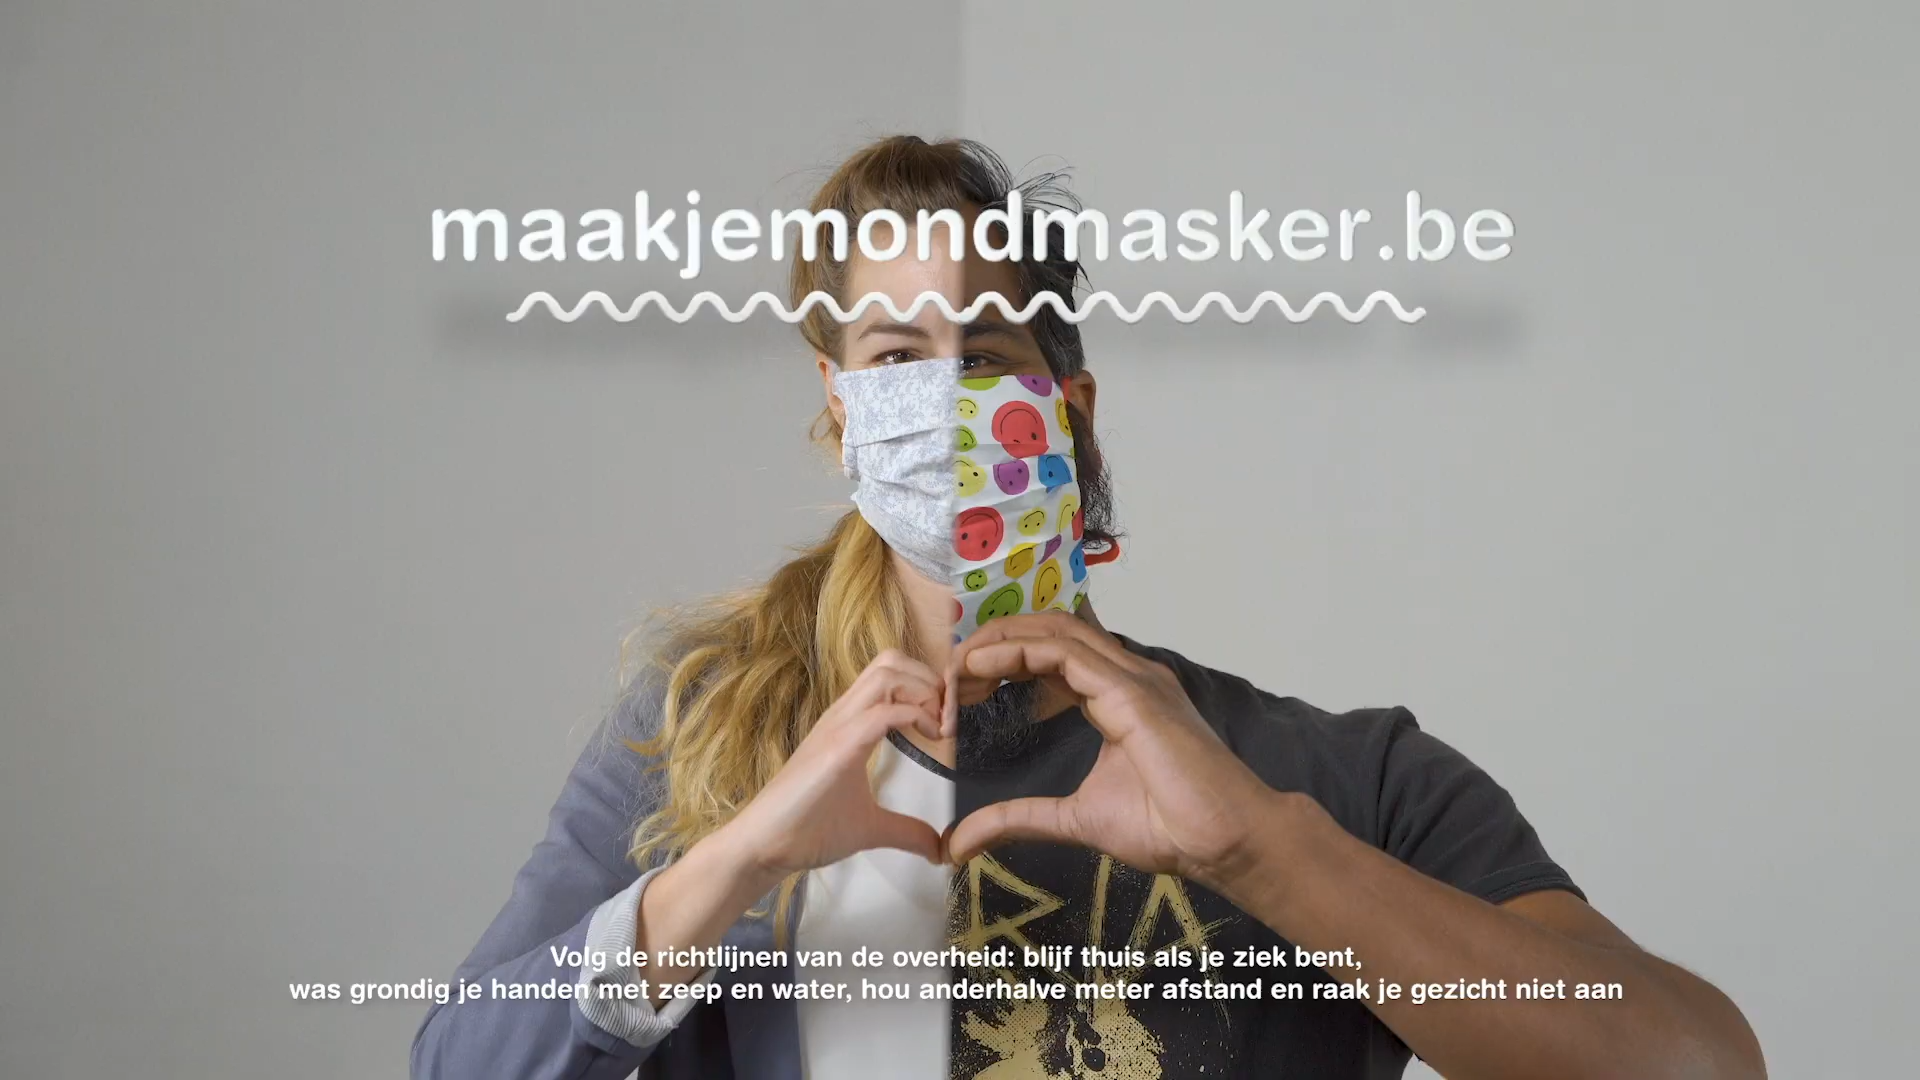 maakjemondmasker.be
RIA
Volg de richtlijnen van de overheid: blijf thuis als je ziek bent,
was grondig je handen met zeep en water, hou anderhalve meter afstand en raak je gezicht niet aan